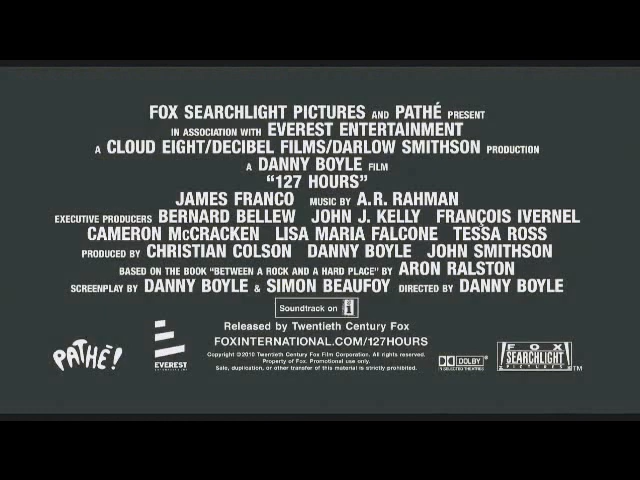 FOX SEARCHLIGHT PICTURES AND PATHÉ PRESENT
IN ASSOCIATION WITH EVEREST ENTERTAINMENT
A CLOUD EIGHT/DECIBEL FILMS/DARLOW SMITHSON PRODUCTION
A DANNY BOYLE FILM
“127 HOURS”
JAMES FRANCO MUSIC BY A.R. RAHMAN
EXECUTIVE PRODUCERS BERNARD BELLEW JOHN J. KELLY FRANÇOIS IVERNEL
CAMERON McCRACKEN LISA MARIA FALCONE TESSA ROSS
PRODUCED BY CHRISTIAN COLSON DANNY BOYLE JOHN SMITHSON
BASED ON THE BOOK “BETWEEN A ROCK AND A HARD PLACE” BY ARON RALSTON
SCREENPLAY BY DANNY BOYLE & SIMON BEAUFOY DIRECTED BY DANNY BOYLE
Soundtrack on
Released by Twentieth Century Fox
FOXINTERNATIONAL.COM/127HOURS
Copyright ©2010 Twentieth Century Fox Film Corporation. All rights reserved.
Property of Fox. Promotional use only.
Sale, duplication, or other transfer of this material is strictly prohibited.
PATHÉ!
EVEREST
DOLBY
IN SELECTED THEATRES
FOX
SEARCHLIGHT
PICTURES
TM